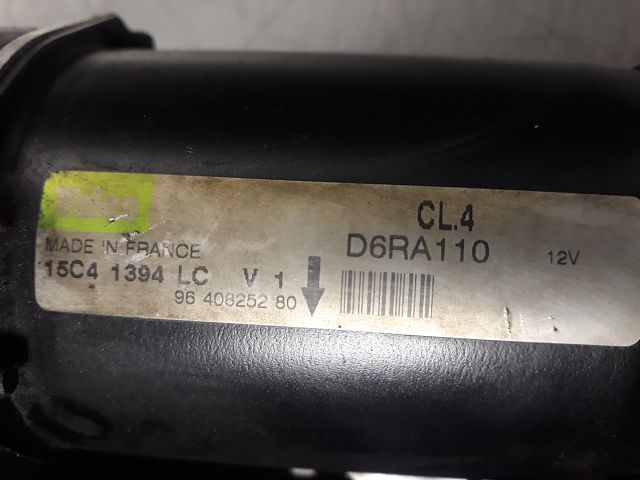 CL.4
MADE IN FRANCE
D6RA110 12V
15C4 1394 LC V 1
96 408252 80